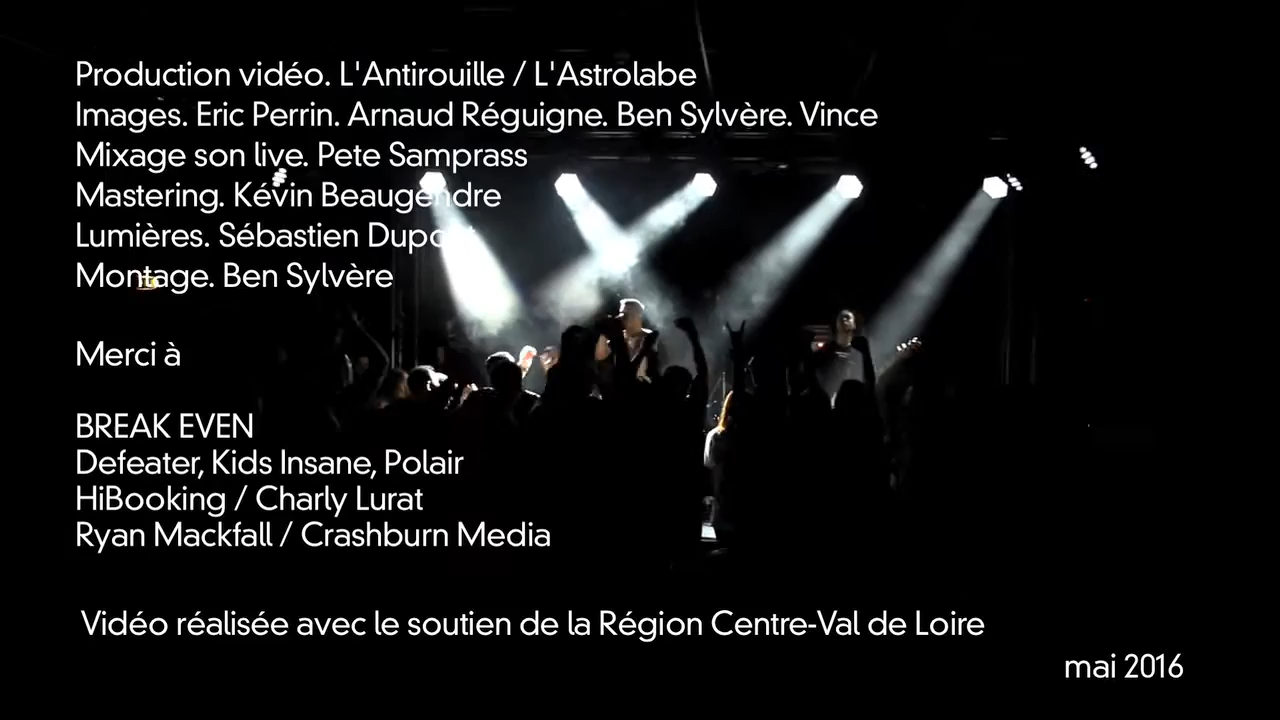 Production vidéo. L'Antirouille / L'Astrolabe
Images. Eric Perrin. Arnaud Réguigne. Ben Sylvère. Vince
Mixage son live. Pete Samprass
Mastering. Kévin Beaugendre
Lumières. Sébastien
Montage. Ben Sylvère
Merci à
BREAK EVEN
Defeater, Kids Insane, Polair
HiBooking / Charly Lurat
Ryan Mackfall / Crashburn Media
Vidéo réalisée avec le soutien de la Région Centre-Val de Loire
mai 2016